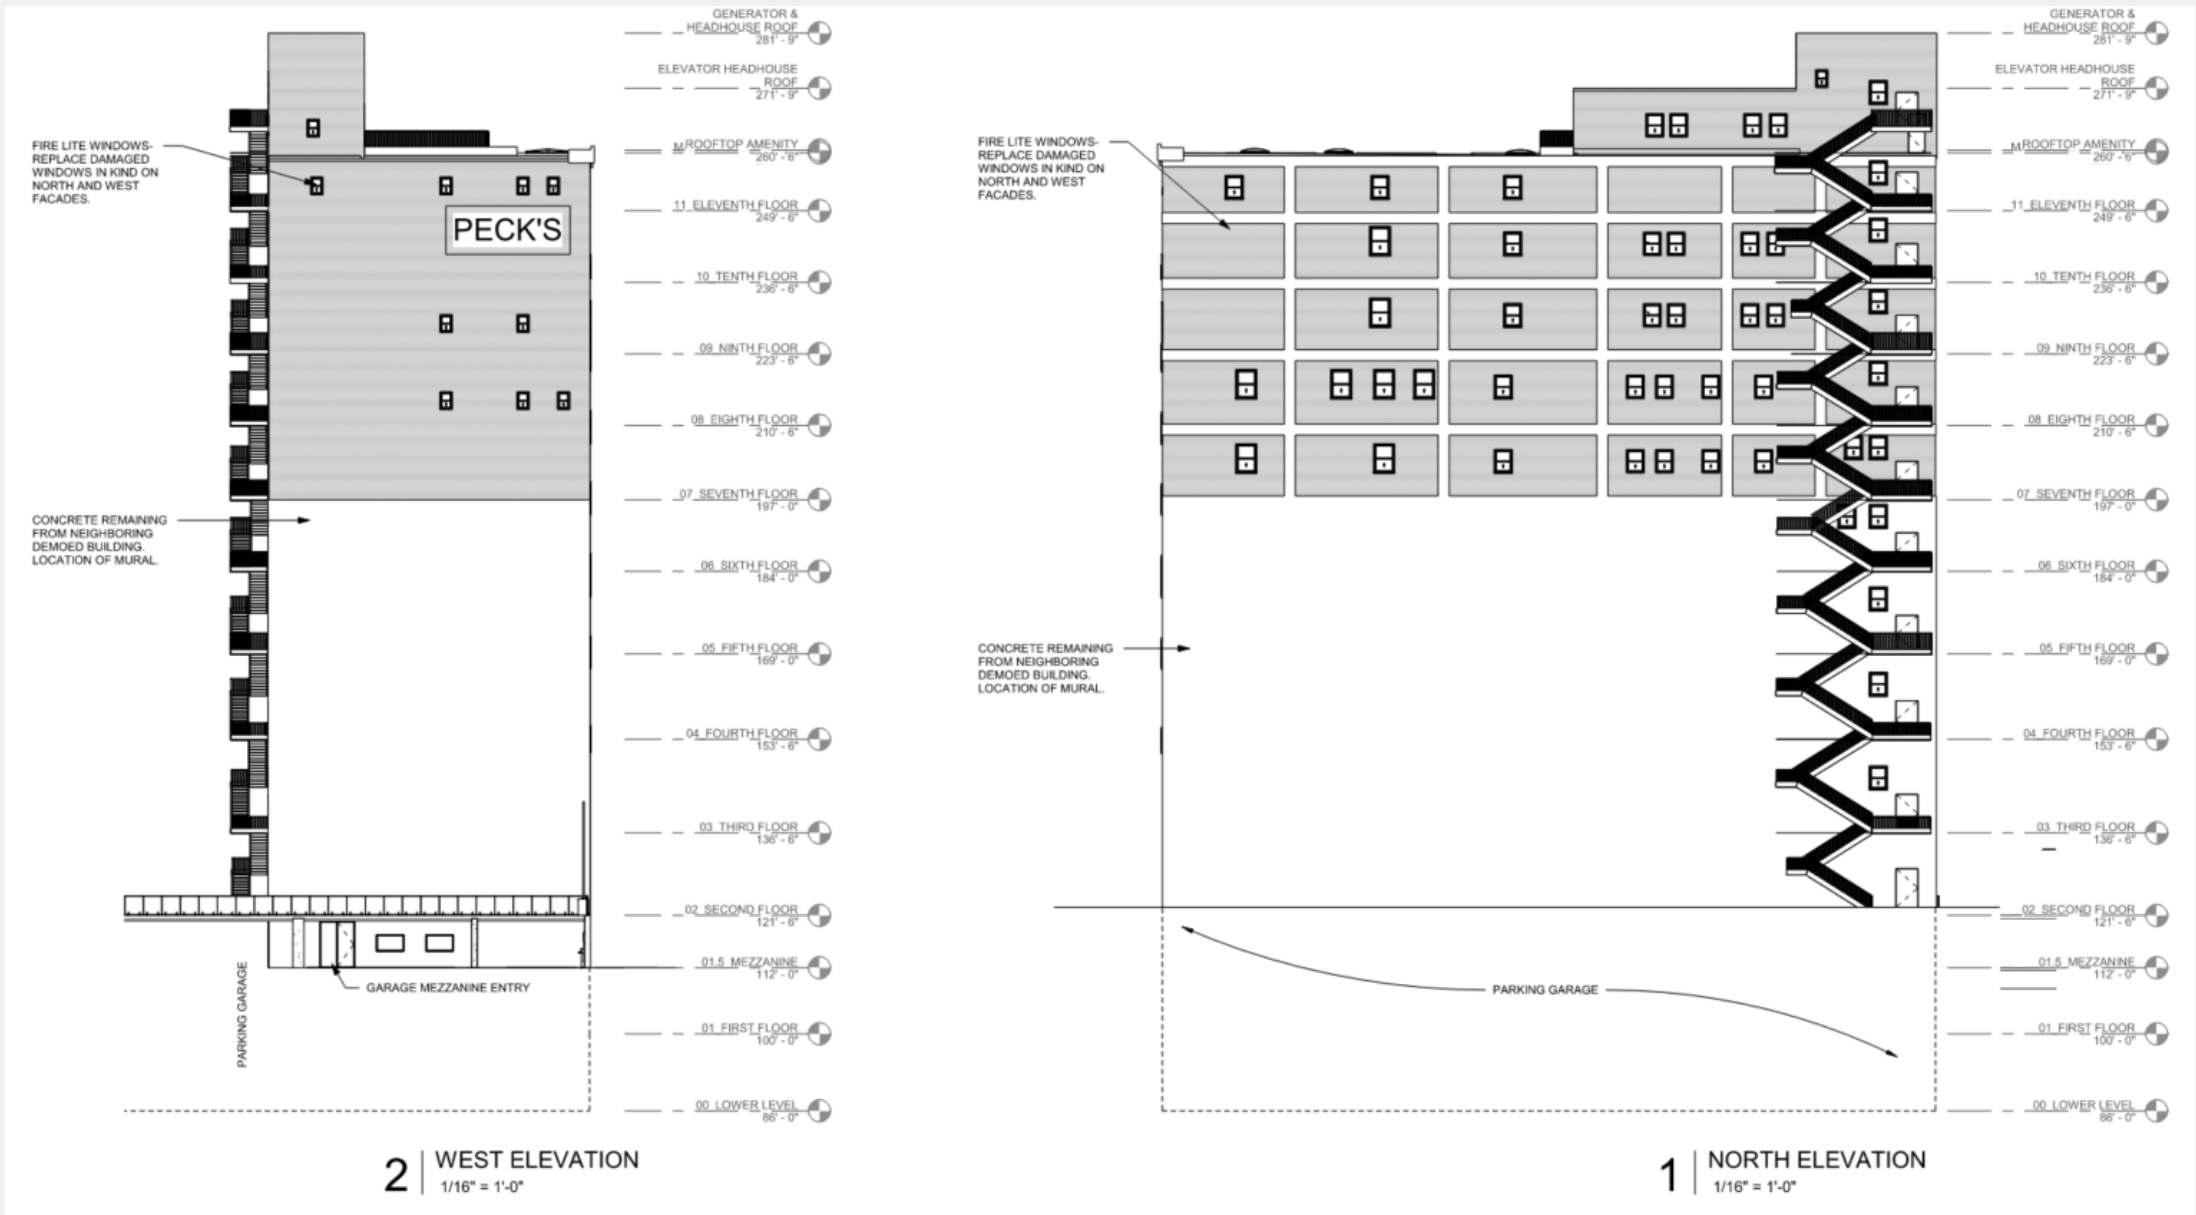 GENERATOR &
HEADHOUSE ROOF
281' - 9"
ELEVATOR HEADHOUSE
ROOF
271' - 9"
FIRE LITE WINDOWS-
REPLACE DAMAGED
WINDOWS IN KIND ON
NORTH AND WEST
FACADES.
ROOFTOP AMENITY
260' - 6"
11 ELEVENTH FLOOR
249' - 6"
PECK'S
10 TENTH FLOOR
236' - 6"
09 NINTH FLOOR
223' - 6"
08 EIGHTH FLOOR
210' - 6"
07 SEVENTH FLOOR
197' - 0"
CONCRETE REMAINING
FROM NEIGHBORING
DEMOED BUILDING.
LOCATION OF MURAL.
06 SIXTH FLOOR
184' - 0"
05 FIFTH FLOOR
169' - 0"
04 FOURTH FLOOR
153' - 6"
03 THIRD FLOOR
136' - 6"
02 SECOND FLOOR
121' - 6"
01.5 MEZZANINE
112' - 0"
GARAGE MEZZANINE ENTRY
PARKING GARAGE
01 FIRST FLOOR
100' - 0"
00 LOWER LEVEL
86' - 0"
2 WEST ELEVATION
1/16" = 1'-0"
GENERATOR &
HEADHOUSE ROOF
281' - 9"
ELEVATOR HEADHOUSE
ROOF
271' - 9"
FIRE LITE WINDOWS-
REPLACE DAMAGED
WINDOWS IN KIND ON
NORTH AND WEST
FACADES.
ROOFTOP AMENITY
260' - 6"
11 ELEVENTH FLOOR
249' - 6"
10 TENTH FLOOR
236' - 6"
09 NINTH FLOOR
223' - 6"
08 EIGHTH FLOOR
210' - 6"
07 SEVENTH FLOOR
197' - 0"
06 SIXTH FLOOR
184' - 0"
CONCRETE REMAINING
FROM NEIGHBORING
DEMOED BUILDING.
LOCATION OF MURAL.
05 FIFTH FLOOR
169' - 0"
04 FOURTH FLOOR
153' - 6"
03 THIRD FLOOR
136' - 6"
02 SECOND FLOOR
121' - 6"
01.5 MEZZANINE
112' - 0"
PARKING GARAGE
01 FIRST FLOOR
100' - 0"
00 LOWER LEVEL
86' - 0"
1 NORTH ELEVATION
1/16" = 1'-0"